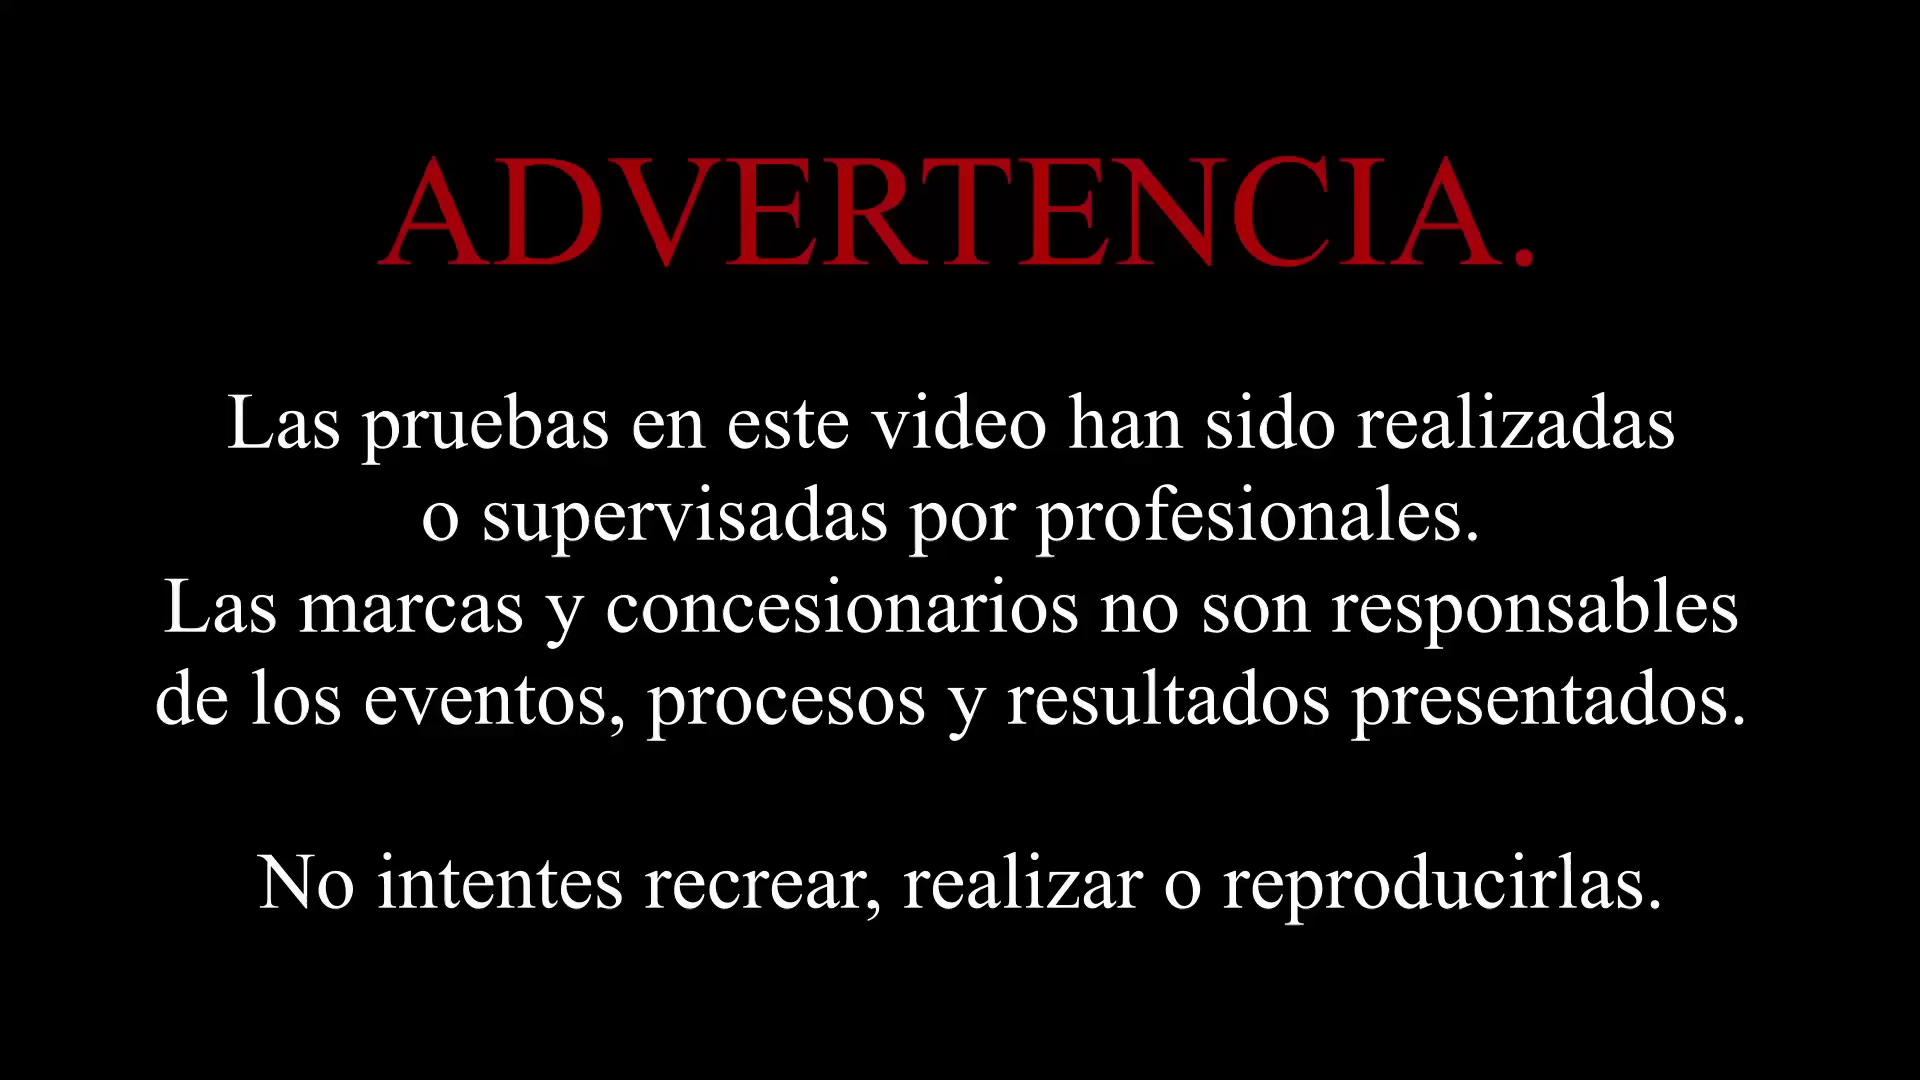 ADVERTENCIA.
Las pruebas en este video han sido realizadas
o supervisadas por profesionales.
Las marcas y concesionarios no son responsables
de los eventos, procesos y resultados presentados.
No intentes recrear, realizar o reproducirlas.